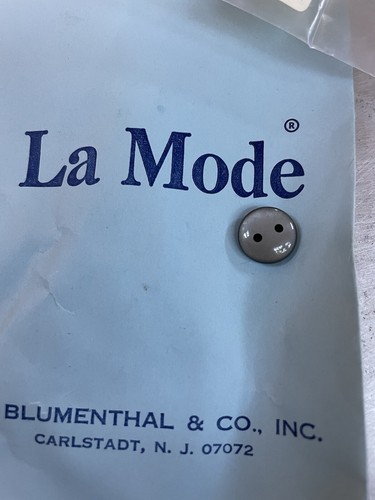 La Mode®
BLUMENTHAL & CO., INC.
CARLSTADT, N. J. 07072